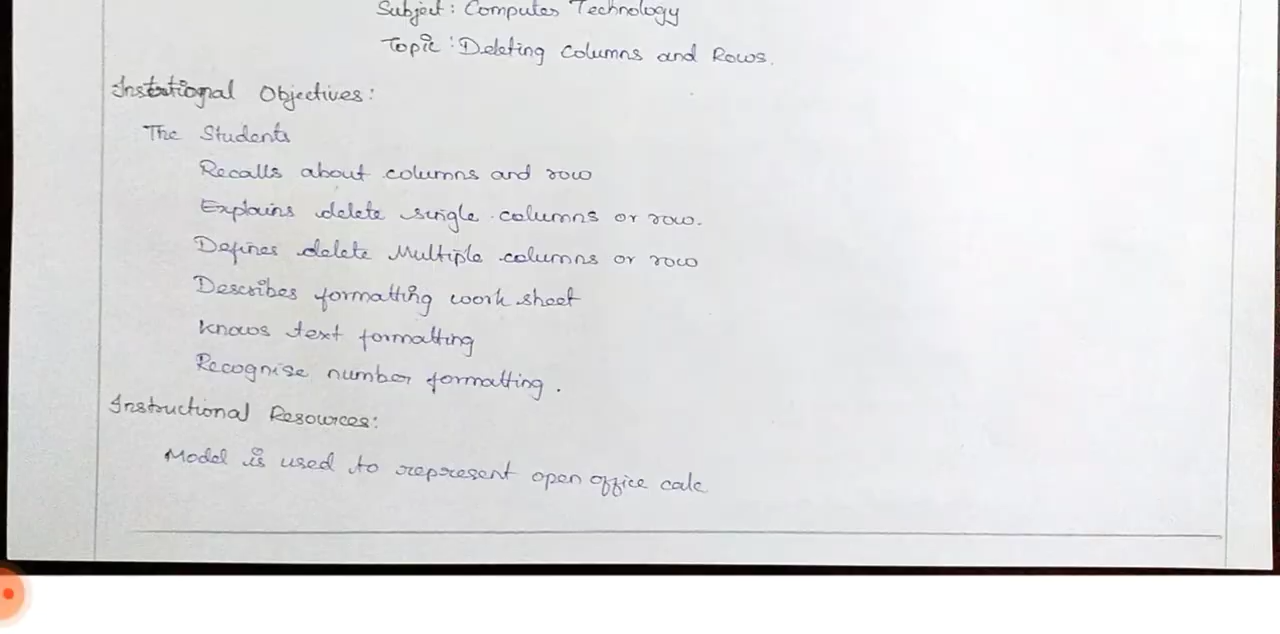 Subject: Computer Technology
Topic: Deleting Columns and Rows.
Objectives:
The Students
Recalls about columns and row
Explains delete single columns or row.
Defines delete Multiple columns or row
Describes formatting work sheet
Knows text formatting
Recognise number formatting.
Instructional Resources:
Model is used to represent open office calc